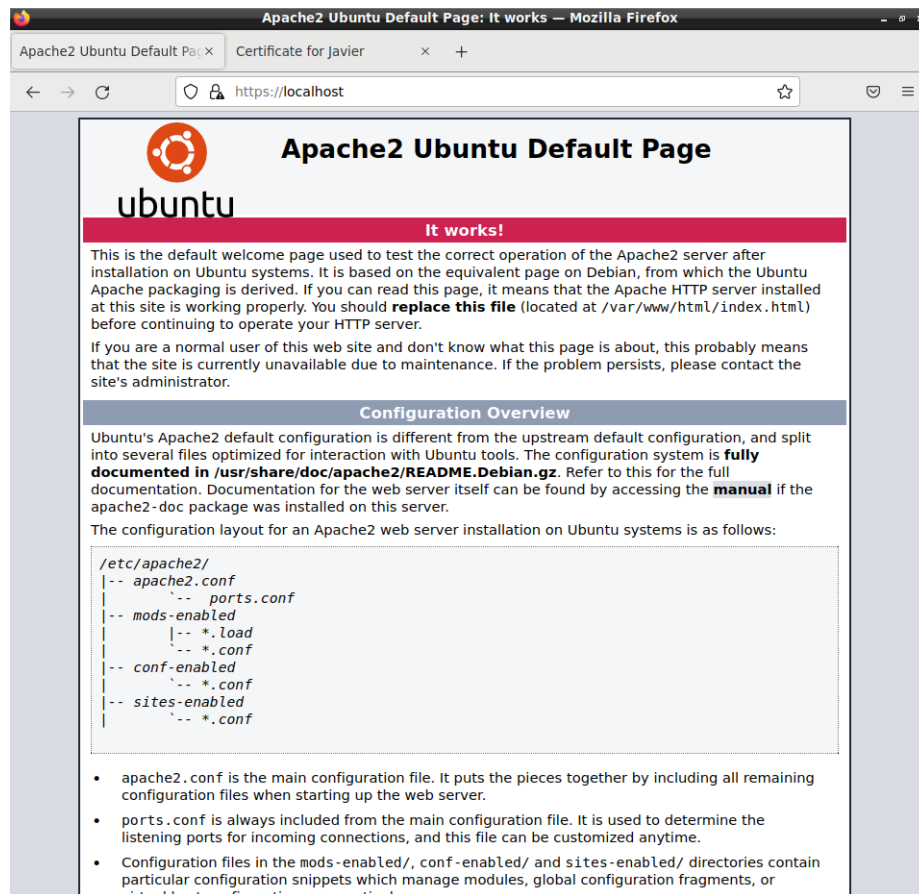 Apache2 Ubuntu Default Page: It works — Mozilla Firefox
Apache2 Ubuntu Default Pag
Certificate for Javier
https://localhost
ubuntu
Apache2 Ubuntu Default Page
It works!
This is the default welcome page used to test the correct operation of the Apache2 server after
installation on Ubuntu systems. It is based on the equivalent page on Debian, from which the Ubuntu
Apache packaging is derived. If you can read this page, it means that the Apache HTTP server installed
at this site is working properly. You should replace this file (located at /var/www/html/index.html)
before continuing to operate your HTTP server.
If you are a normal user of this web site and don't know what this page is about, this probably means
that the site is currently unavailable due to maintenance. If the problem persists, please contact the
site's administrator.
Configuration Overview
Ubuntu's Apache2 default configuration is different from the upstream default configuration, and split
into several files optimized for interaction with Ubuntu tools. The configuration system is fully
documented in /usr/share/doc/apache2/README.Debian.gz. Refer to this for the full
documentation. Documentation for the web server itself can be found by accessing the manual if the
apache2-doc package was installed on this server.
The configuration layout for an Apache2 web server installation on Ubuntu systems is as follows:
/etc/apache2/
|-- apache2.conf
|       `--  ports.conf
|-- mods-enabled
|       |-- *.load
|       `-- *.conf
|-- conf-enabled
|       `-- *.conf
|-- sites-enabled
|       `-- *.conf
• apache2.conf is the main configuration file. It puts the pieces together by including all remaining
configuration files when starting up the web server.
• ports.conf is always included from the main configuration file. It is used to determine the
listening ports for incoming connections, and this file can be customized anytime.
• Configuration files in the mods-enabled/, conf-enabled/ and sites-enabled/ directories contain
particular configuration snippets which manage modules, global configuration fragments, or